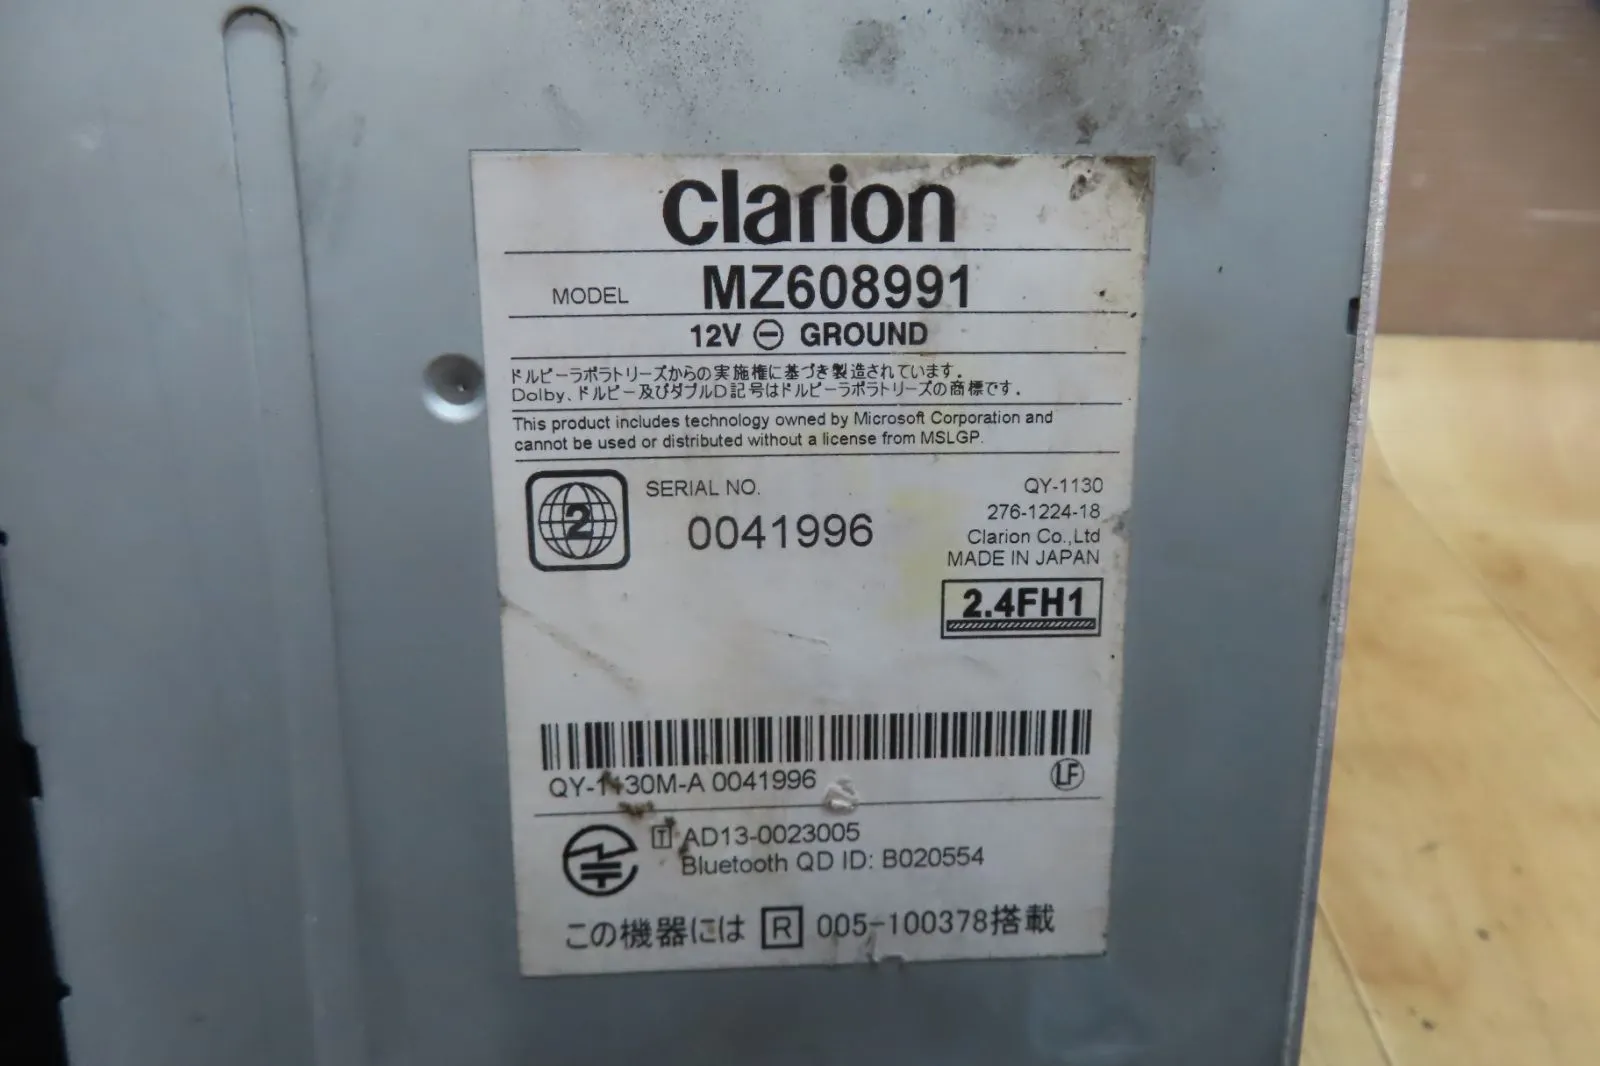 Clarion
MODEL MZ608991
12V ⊖ GROUND
ドルビーラボラトリーズからの実施権に基づき製造されています.
Dolby、ドルビー及びダブルD記号はドルビーラボラトリーズの商標です.
This product includes technology owned by Microsoft Corporation and
cannot be used or distributed without a license from MSLGP.
2
SERIAL NO.
0041996
QY-1130
276-1224-18
Clarion Co.,Ltd
MADE IN JAPAN
2.4FH1
QY-1130M-A 0041996
LF
T AD13-0023005
Bluetooth QD ID: B020554
この機器には R 005-100378搭載